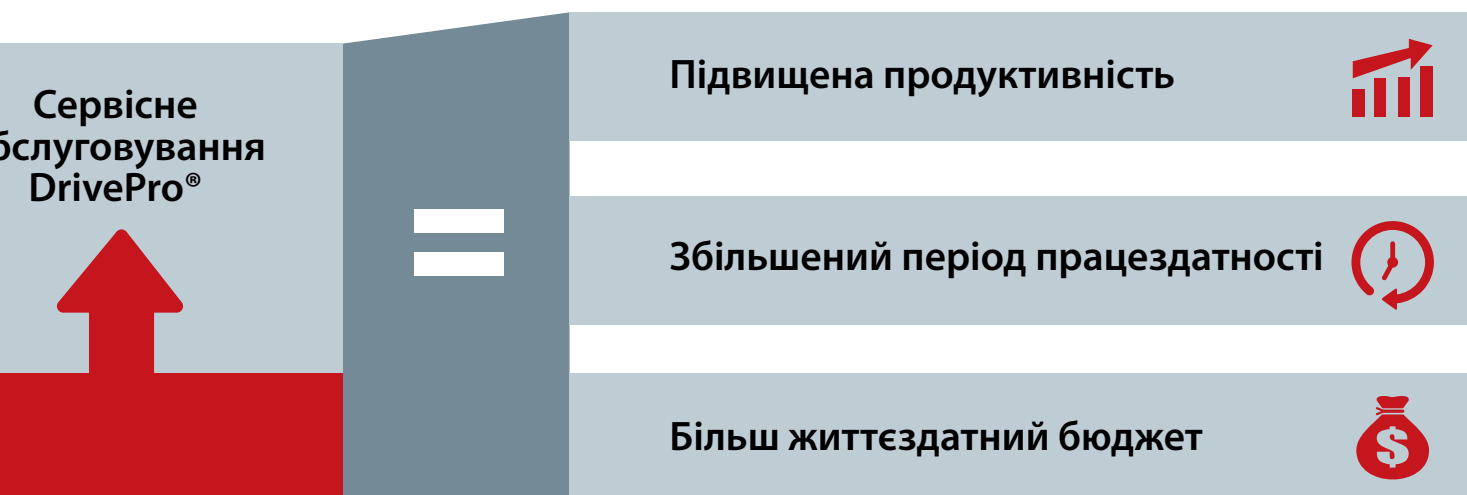 Сервісне
бслуговування
DrivePro®
Підвищена продуктивність
Збільшений період працездатності
Більш життєздатний бюджет
$